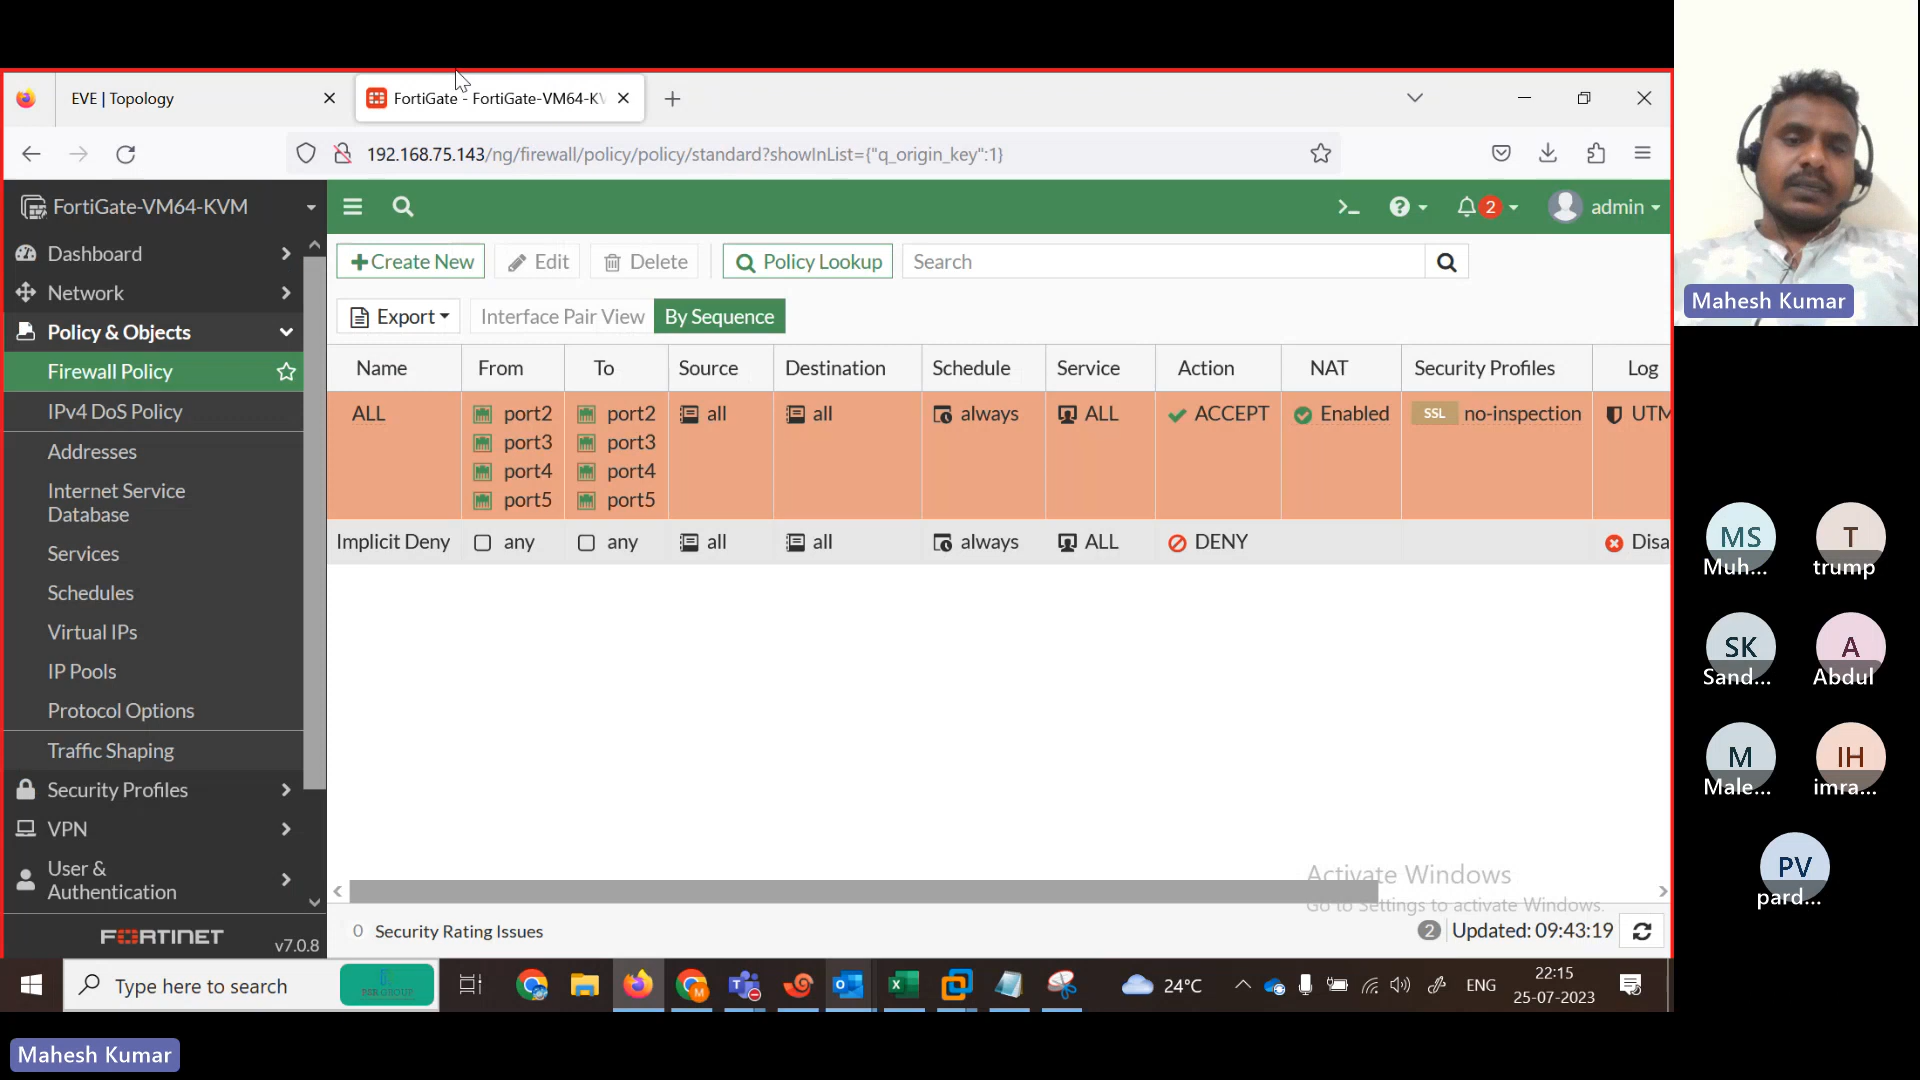 EVE | Topology
FortiGate - FortiGate-VM64-KV
192.168.75.143/ng/firewall/policy/policy/standard?showInList={"q_origin_key":1}
FortiGate-VM64-KVM
2
admin
Dashboard
Network
Policy & Objects
Firewall Policy
IPv4 DoS Policy
Addresses
Internet Service
Database
Services
Schedules
Virtual IPs
IP Pools
Protocol Options
Traffic Shaping
Security Profiles
VPN
User &
Authentication
FORTINET
v7.0.8
Create New
Edit
Delete
Policy Lookup
Search
Export
Interface Pair View
By Sequence
Name From To Source Destination Schedule Service Action NAT Security Profiles Log
ALL port2 port2 all all always ALL ACCEPT Enabled SSL no-inspection UTM
port3 port3
port4 port4
port5 port5
Implicit Deny any any all all always ALL DENY Disa
Activate Windows
Go to Settings to activate Windows.
0 Security Rating Issues
2 Updated: 09:43:19
Type here to search
24°C
ENG
22:15
25-07-2023
Mahesh Kumar
MS
Muh...
T
trump
SK
Sand...
A
Abdul
M
Male...
IH
imra...
PV
pard...
Mahesh Kumar